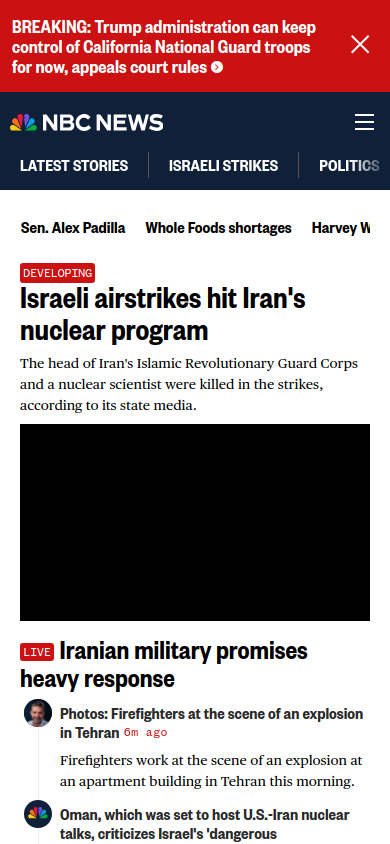 BREAKING: Trump administration can keep
control of California National Guard troops
for now, appeals court rules
NBC NEWS
LATEST STORIES
ISRAELI STRIKES
POLITICS
Sen. Alex Padilla
Whole Foods shortages
Harvey W
DEVELOPING
Israeli airstrikes hit Iran's
nuclear program
The head of Iran's Islamic Revolutionary Guard Corps
and a nuclear scientist were killed in the strikes,
according to its state media.
LIVE Iranian military promises
heavy response
Photos: Firefighters at the scene of an explosion
in Tehran 6m ago
Firefighters work at the scene of an explosion at
an apartment building in Tehran this morning.
Oman, which was set to host U.S.-Iran nuclear
talks, criticizes Israel's 'dangerous